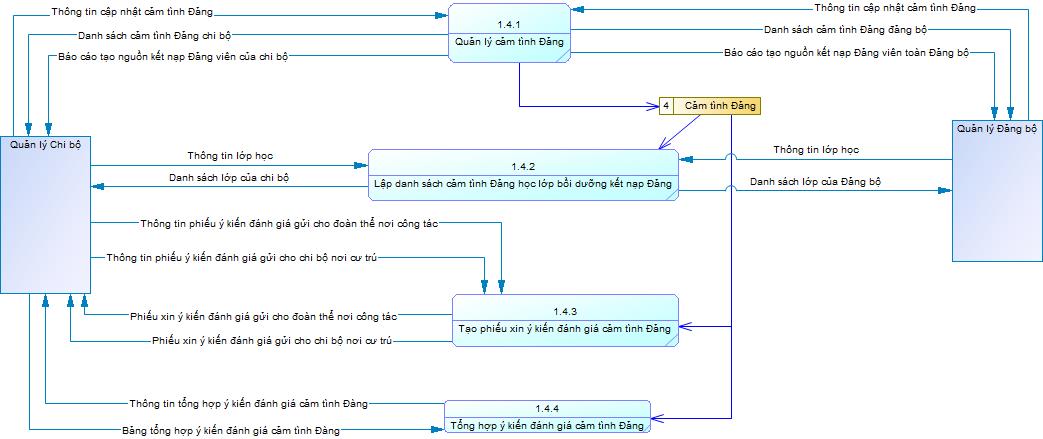 Thông tin cập nhật cảm tình Đảng
Danh sách cảm tình Đảng chi bộ
Báo cáo tạo nguồn kết nạp Đảng viên của chi bộ
1.4.1
Quản lý cảm tình Đảng
Thông tin cập nhật cảm tình Đảng
Danh sách cảm tình Đảng đảng bộ
Báo cáo tạo nguồn kết nạp Đảng viên toàn Đảng bộ
4 Cảm tình Đảng
Quản lý Chi bộ
Quản lý Đảng bộ
Thông tin lớp học
Danh sách lớp của chi bộ
1.4.2
Lập danh sách cảm tình Đảng học lớp bồi dưỡng kết nạp Đảng
Thông tin lớp học
Danh sách lớp của Đảng bộ
Thông tin phiếu ý kiến đánh giá gửi cho đoàn thể nơi công tác
Thông tin phiếu ý kiến đánh giá gửi cho chi bộ nơi cư trú
1.4.3
Tạo phiếu xin ý kiến đánh giá cảm tình Đảng
Phiếu xin ý kiến đánh giá gửi cho đoàn thể nơi công tác
Phiếu xin ý kiến đánh giá gửi cho chi bộ nơi cư trú
Thông tin tổng hợp ý kiến đánh giá cảm tình Đảng
Bảng tổng hợp ý kiến đánh giá cảm tình Đảng
1.4.4
Tổng hợp ý kiến đánh giá cảm tình Đảng